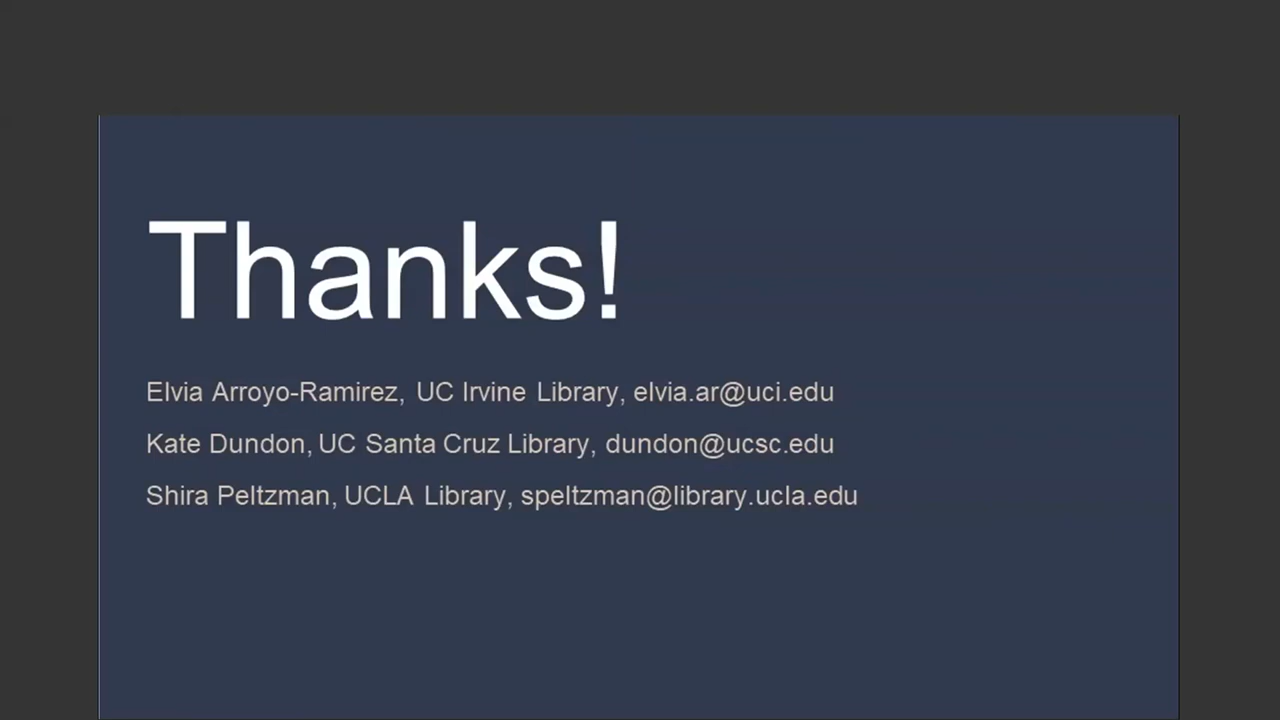 Thanks!
Elvia Arroyo-Ramirez, UC Irvine Library, elvia.ar@uci.edu
Kate Dundon, UC Santa Cruz Library, dundon@ucsc.edu
Shira Peltzman, UCLA Library, speltzman@library.ucla.edu